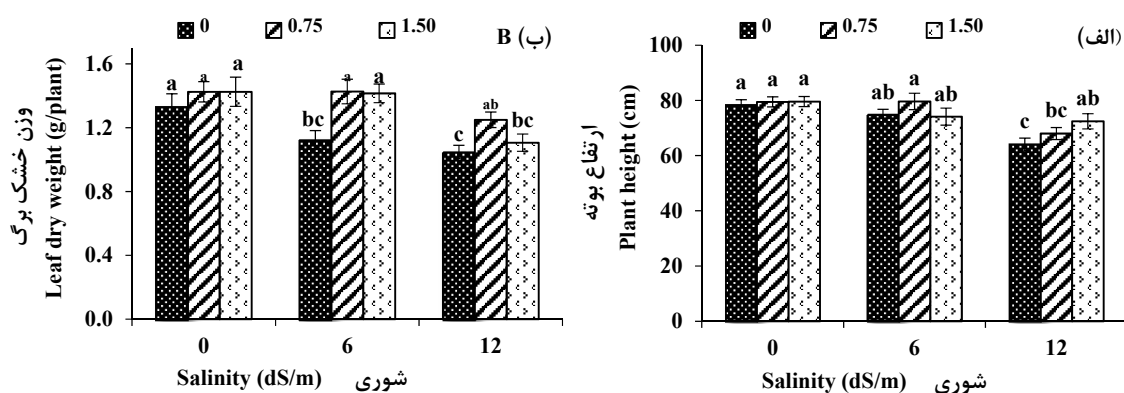 0 0.75 1.50
(ب) B
1.6
1.2
0.8
0.4
0.0
وزن خشک برگ
Leaf dry weight (g/plant)
a a a
bc a a
c ab bc
0 6 12
Salinity (dS/m) شوری
0 0.75 1.50
(الف)
100
80
60
40
20
0
ارتفاع بوته
Plant height (cm)
a a a
ab a ab
c bc ab
0 6 12
Salinity (dS/m) شوری